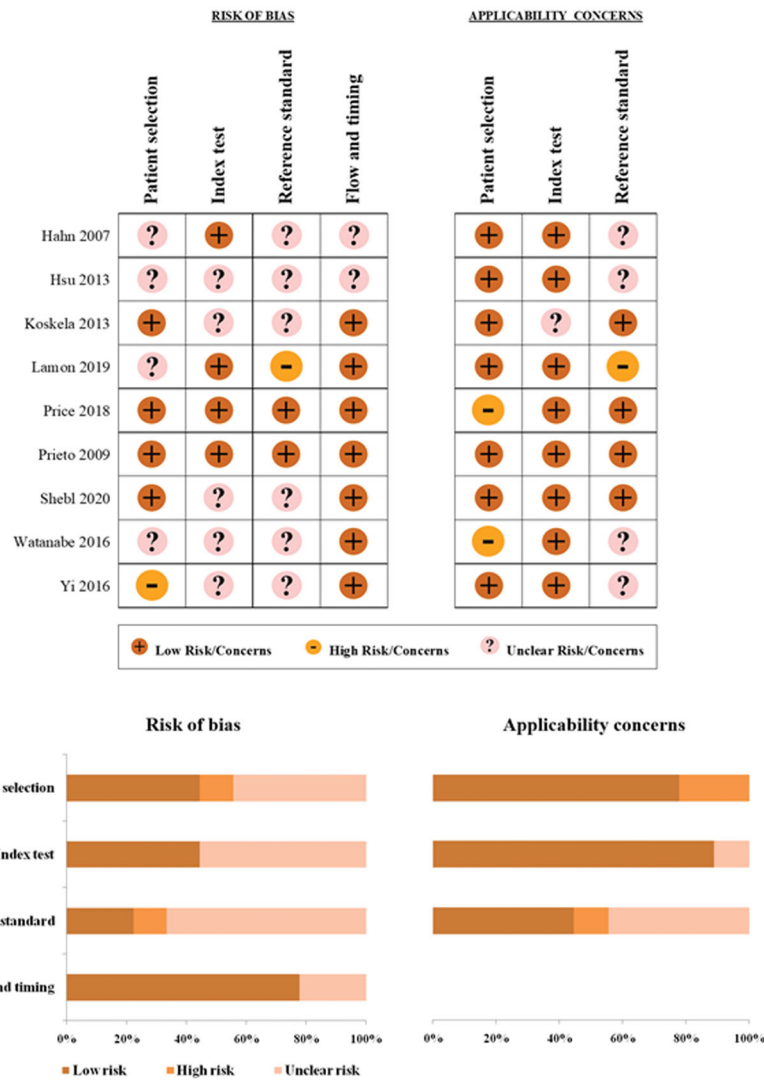 RISK OF BIAS
APPLICABILITY CONCERNS
Patient selection
Index test
Reference standard
Flow and timing
Patient selection
Index test
Reference standard
Hahn 2007 ? + ? ? + + ?
Hsu 2013 ? ? ? ? + + ?
Koskela 2013 + ? ? + + ? +
Lamon 2019 ? + - + + + -
Price 2018 + + + + - + +
Prieto 2009 + + + + + + +
Shebl 2020 + ? ? + + + +
Watanabe 2016 ? ? ? + - + ?
Yi 2016 - ? ? + + + ?
+ Low Risk/Concerns - High Risk/Concerns ? Unclear Risk/Concerns
Risk of bias
Applicability concerns
selection
ndex test
standard
nd timing
0% 20% 40% 60% 80% 100%
0% 20% 40% 60% 80% 100%
Low risk High risk Unclear risk